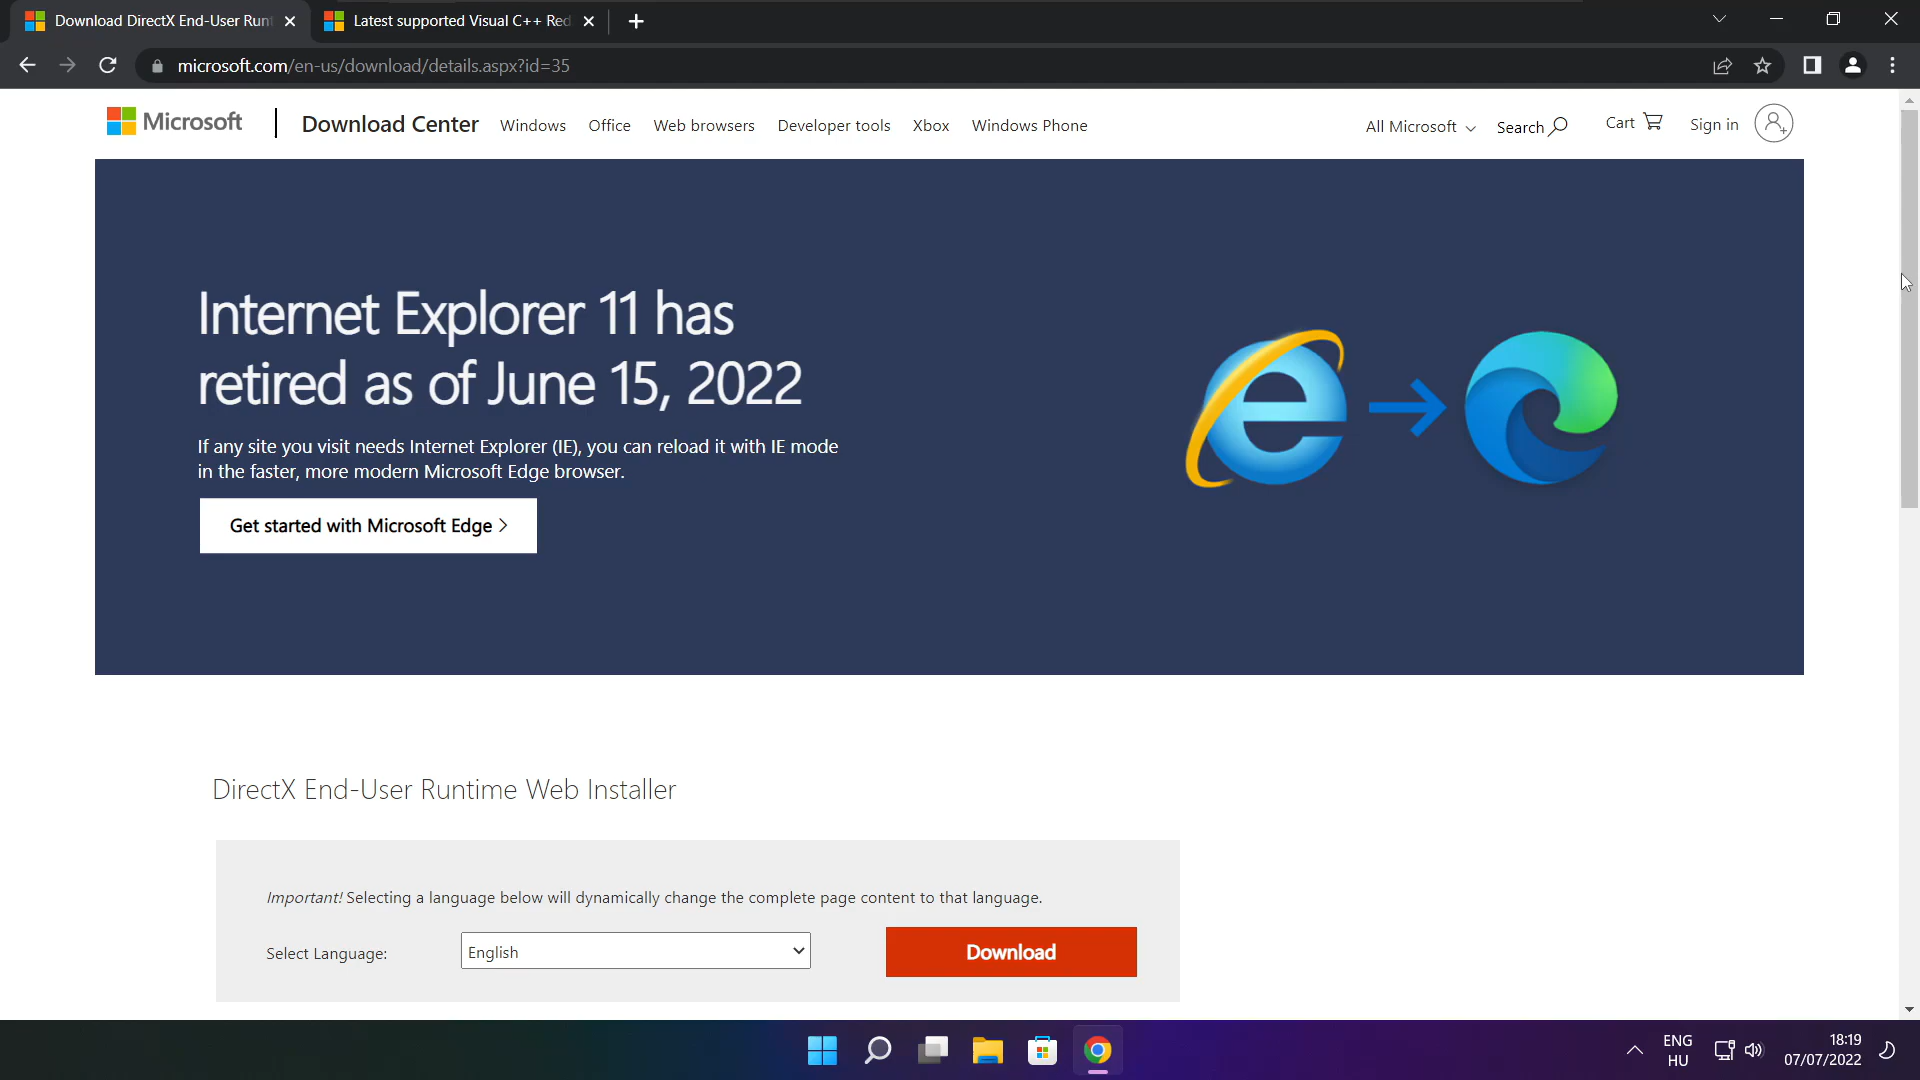 Download DirectX End-User Runt
Latest supported Visual C++ Red
microsoft.com/en-us/download/details.aspx?id=35
Microsoft
Download Center
Windows
Office
Web browsers
Developer tools
Xbox
Windows Phone
All Microsoft
Search
Cart
Sign in
Internet Explorer 11 has
retired as of June 15, 2022
If any site you visit needs Internet Explorer (IE), you can reload it with IE mode
in the faster, more modern Microsoft Edge browser.
Get started with Microsoft Edge >
DirectX End-User Runtime Web Installer
Important! Selecting a language below will dynamically change the complete page content to that language.
Select Language:
English
Download
ENG
HU
18:19
07/07/2022